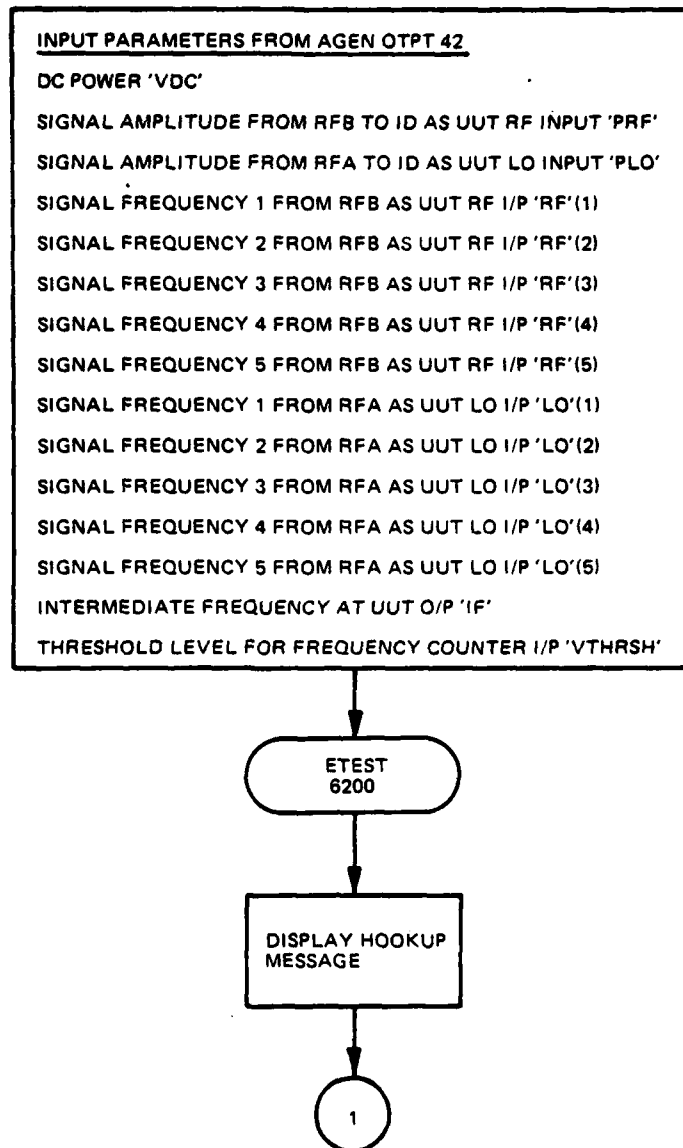 INPUT PARAMETERS FROM AGEN OTPT 42
DC POWER 'VDC'
SIGNAL AMPLITUDE FROM RFB TO ID AS UUT RF INPUT 'PRF'
SIGNAL AMPLITUDE FROM RFA TO ID AS UUT LO INPUT 'PLO'
SIGNAL FREQUENCY 1 FROM RFB AS UUT RF I/P 'RF'(1)
SIGNAL FREQUENCY 2 FROM RFB AS UUT RF I/P 'RF'(2)
SIGNAL FREQUENCY 3 FROM RFB AS UUT RF I/P 'RF'(3)
SIGNAL FREQUENCY 4 FROM RFB AS UUT RF I/P 'RF'(4)
SIGNAL FREQUENCY 5 FROM RFB AS UUT RF I/P 'RF'(5)
SIGNAL FREQUENCY 1 FROM RFA AS UUT LO I/P 'LO'(1)
SIGNAL FREQUENCY 2 FROM RFA AS UUT LO I/P 'LO'(2)
SIGNAL FREQUENCY 3 FROM RFA AS UUT LO I/P 'LO'(3)
SIGNAL FREQUENCY 4 FROM RFA AS UUT LO I/P 'LO'(4)
SIGNAL FREQUENCY 5 FROM RFA AS UUT LO I/P 'LO'(5)
INTERMEDIATE FREQUENCY AT UUT O/P 'IF'
THRESHOLD LEVEL FOR FREQUENCY COUNTER I/P 'VTHRSH'
ETEST
6200
DISPLAY HOOKUP
MESSAGE
1